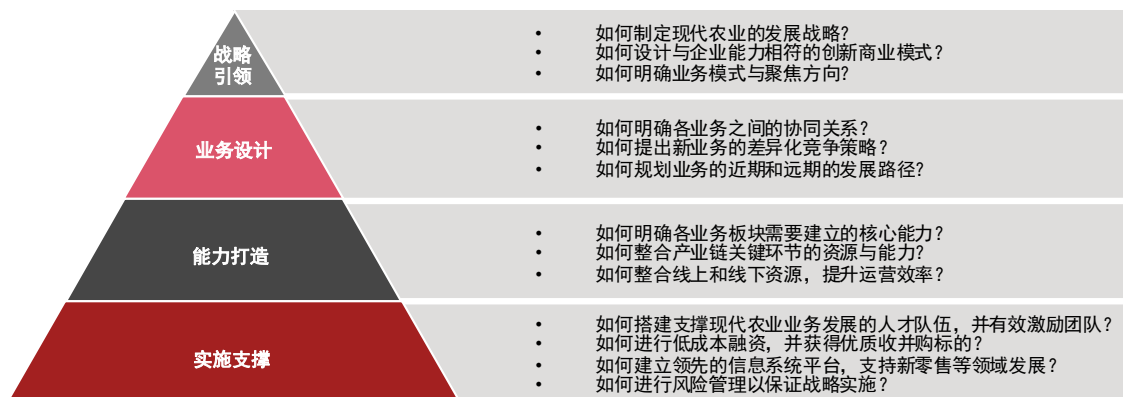 战略
引领
• 如何制定现代农业的发展战略？
• 如何设计与企业能力相符的创新商业模式？
• 如何明确业务模式与聚焦方向？
业务设计
• 如何明确各业务之间的协同关系？
• 如何提出新业务的差异化竞争策略？
• 如何规划业务的近期和远期的发展路径？
能力打造
• 如何明确各业务板块需要建立的核心能力？
• 如何整合产业链关键环节的资源与能力？
• 如何整合线上和线下资源，提升运营效率？
实施支撑
• 如何搭建支撑现代农业业务发展的人才队伍，并有效激励团队？
• 如何进行低成本融资，并获得优质收并购标的？
• 如何建立领先的信息系统平台，支持新零售等领域发展？
• 如何进行风险管理以保证战略实施？